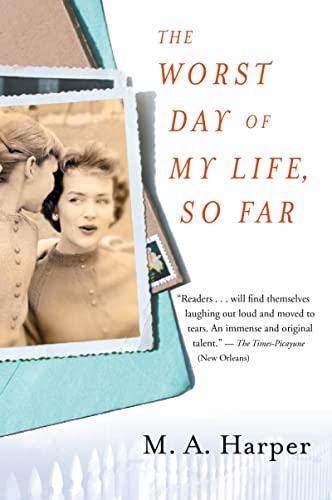 THE
WORST
DAY OF
MY LIFE,
SO FAR
“Readers . . . will find themselves
laughing out loud and moved to
tears. An immense and original
talent.” — The Times-Picayune
(New Orleans)
M. A. Harper